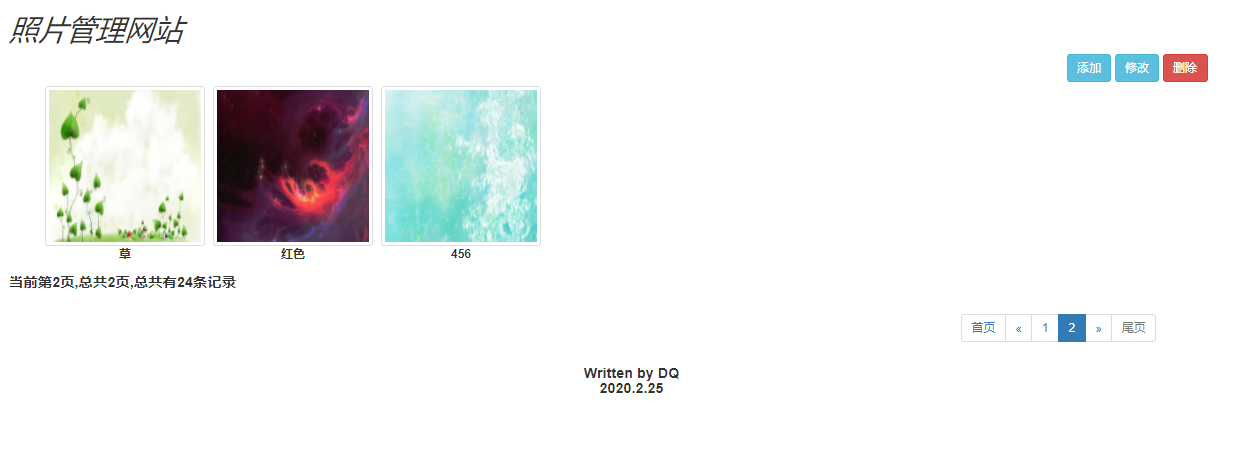 照片管理网站
添加 修改 删除
草 红色 456
当前第2页,总共2页,总共有24条记录
首页 « 1 2 » 尾页
Written by DQ
2020.2.25